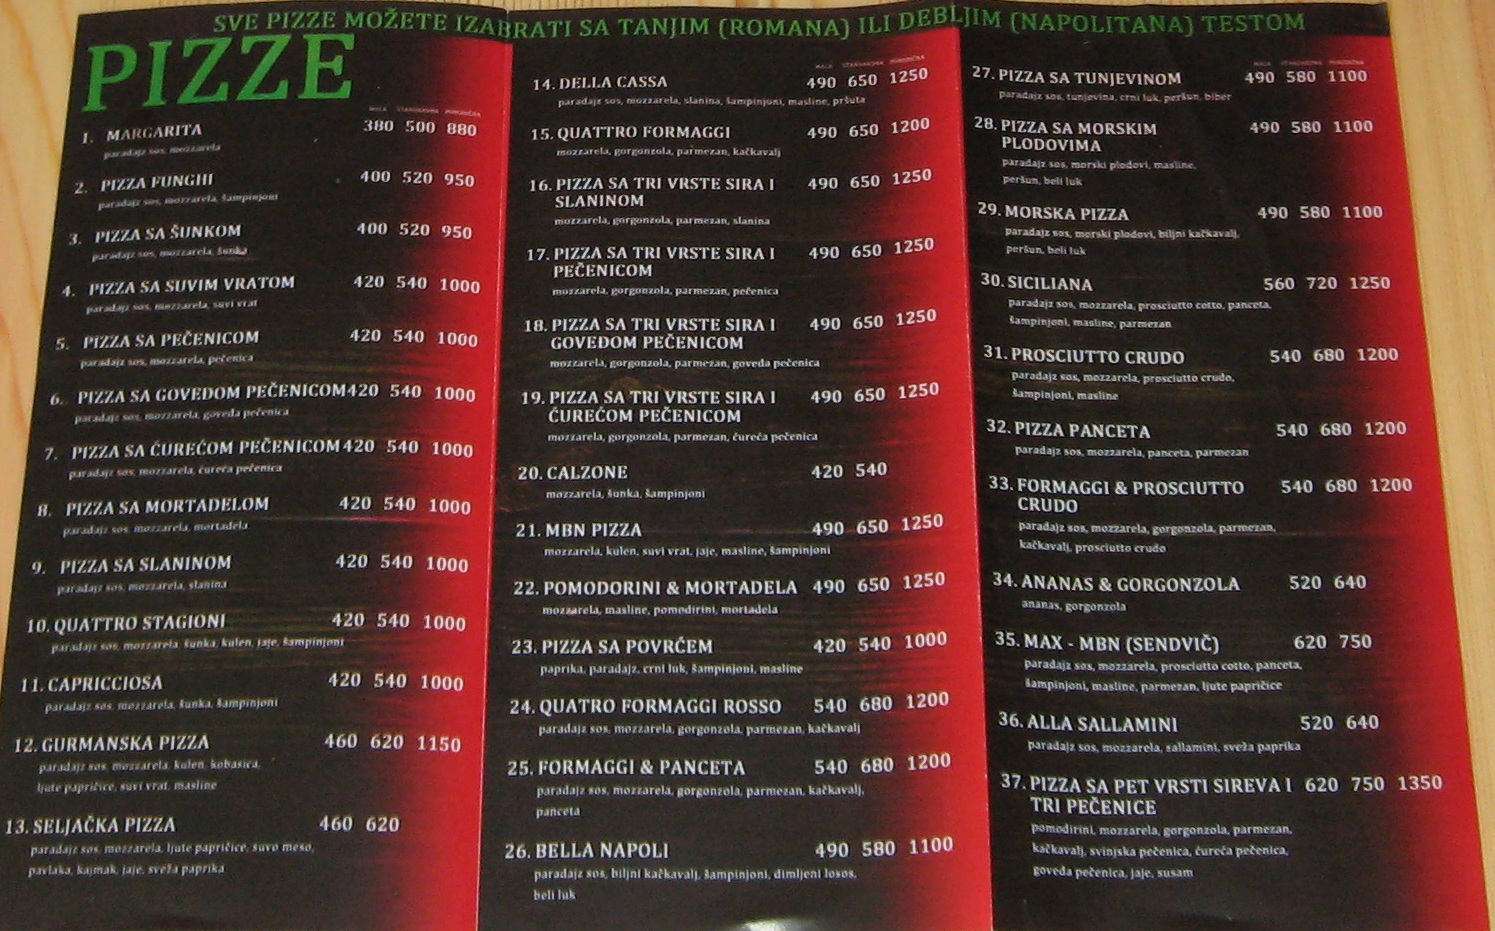 SVE PIZZE MOŽETE IZABRATI SA TANJIM (ROMANA) ILI DEBLJIM (NAPOLITANA) TESTOM
PIZZE
MALA STANDARDNA PORODIČNA
1. MARGARITA 380 500 880
paradajz sos, mozzarela
2. PIZZA FUNGHI 400 520 950
paradajz sos, mozzarela, šampinjoni
3. PIZZA SA ŠUNKOM 400 520 950
paradajz sos, mozzarela, šunka
4. PIZZA SA SUVIM VRATOM 420 540 1000
paradajz sos, mozzarela, suvi vrat
5. PIZZA SA PEČENICOM 420 540 1000
paradajz sos, mozzarela, pečenica
6. PIZZA SA GOVEDOM PEČENICOM 420 540 1000
paradajz sos, mozzarela, goveđa pečenica
7. PIZZA SA ĆUREĆOM PEČENICOM 420 540 1000
paradajz sos, mozzarela, ćureća pečenica
8. PIZZA SA MORTADELOM 420 540 1000
paradajz sos, mozzarela, mortadela
9. PIZZA SA SLANINOM 420 540 1000
paradajz sos, mozzarela, slanina
10. QUATTRO STAGIONI 420 540 1000
paradajz sos, mozzarela, šunka, kulen, jaje, šampinjoni
11. CAPRICCIOSA 420 540 1000
paradajz sos, mozzarela, šunka, šampinjoni
12. GURMANSKA PIZZA 460 620 1150
paradajz sos, mozzarela, kulen, kobasica,
ljute papričice, suvi vrat, masline
13. SELJAČKA PIZZA 460 620
paradajz sos, mozzarela, ljute papričice, suvo meso,
pavlaka, kajmak, jaje, sveža paprika
MALA STANDARDNA PORODIČNA
14. DELLA CASSA 490 650 1250
paradajz sos, mozzarela, slanina, šampinjoni, masline, pršuta
15. QUATTRO FORMAGGI 490 650 1200
mozzarela, gorgonzola, parmezan, kačkavalj
16. PIZZA SA TRI VRSTE SIRA I 490 650 1250
SLANINOM
mozzarela, gorgonzola, parmezan, slanina
17. PIZZA SA TRI VRSTE SIRA I 490 650 1250
PEČENICOM
mozzarela, gorgonzola, parmezan, pečenica
18. PIZZA SA TRI VRSTE SIRA I 490 650 1250
GOVEDOM PEČENICOM
mozzarela, gorgonzola, parmezan, goveda pečenica
19. PIZZA SA TRI VRSTE SIRA I 490 650 1250
ĆUREĆOM PEČENICOM
mozzarela, gorgonzola, parmezan, ćureća pečenica
20. CALZONE 420 540
mozzarela, šunka, šampinjoni
21. MBN PIZZA 490 650 1250
mozzarela, kulen, suvi vrat, jaje, masline, šampinjoni
22. POMODORINI & MORTADELA 490 650 1250
mozzarela, masline, pomodirini, mortadela
23. PIZZA SA POVRĆEM 420 540 1000
paprika, paradajz, crni luk, šampinjoni, masline
24. QUATRO FORMAGGI ROSSO 540 680 1200
paradajz sos, mozzarela, gorgonzola, parmezan, kačkavalj
25. FORMAGGI & PANCETA 540 680 1200
paradajz sos, mozzarela, gorgonzola, parmezan, kačkavalj,
panceta
26. BELLA NAPOLI 490 580 1100
paradajz sos, biljni kačkavalj, šampinjoni, dimljeni losos,
beli luk
MALA STANDARDNA PORODIČNA
27. PIZZA SA TUNJEVINOM 490 580 1100
paradajz sos, tunjevina, crni luk, peršun, biber
28. PIZZA SA MORSKIM 490 580 1100
PLODOVIMA
paradajz sos, morski plodovi, masline,
peršun, beli luk
29. MORSKA PIZZA 490 580 1100
paradajz sos, morski plodovi, biljni kačkavalj,
peršun, beli luk
30. SICILIANA 560 720 1250
paradajz sos, mozzarela, prosciutto cotto, panceta,
šampinjoni, masline, parmezan
31. PROSCIUTTO CRUDO 540 680 1200
paradajz sos, mozzarela, prosciutto crudo,
šampinjoni, masline
32. PIZZA PANCETA 540 680 1200
paradajz sos, mozzarela, panceta, parmezan
33. FORMAGGI & PROSCIUTTO 540 680 1200
CRUDO
paradajz sos, mozzarela, gorgonzola, parmezan,
kačkavalj, prosciutto crudo
34. ANANAS & GORGONZOLA 520 640
ananas, gorgonzola
35. MAX - MBN (SENDVIČ) 620 750
paradajz sos, mozzarela, prosciutto cotto, panceta,
šampinjoni, masline, parmezan, ljute papričice
36. ALLA SALLAMINI 520 640
paradajz sos, mozzarela, sallamini, sveža paprika
37. PIZZA SA PET VRSTI SIREVA I 620 750 1350
TRI PEČENICE
pomodirini, mozzarela, gorgonzola, parmezan,
kačkavalj, svinjska pečenica, ćureća pečenica,
goveđa pečenica, jaje, susam